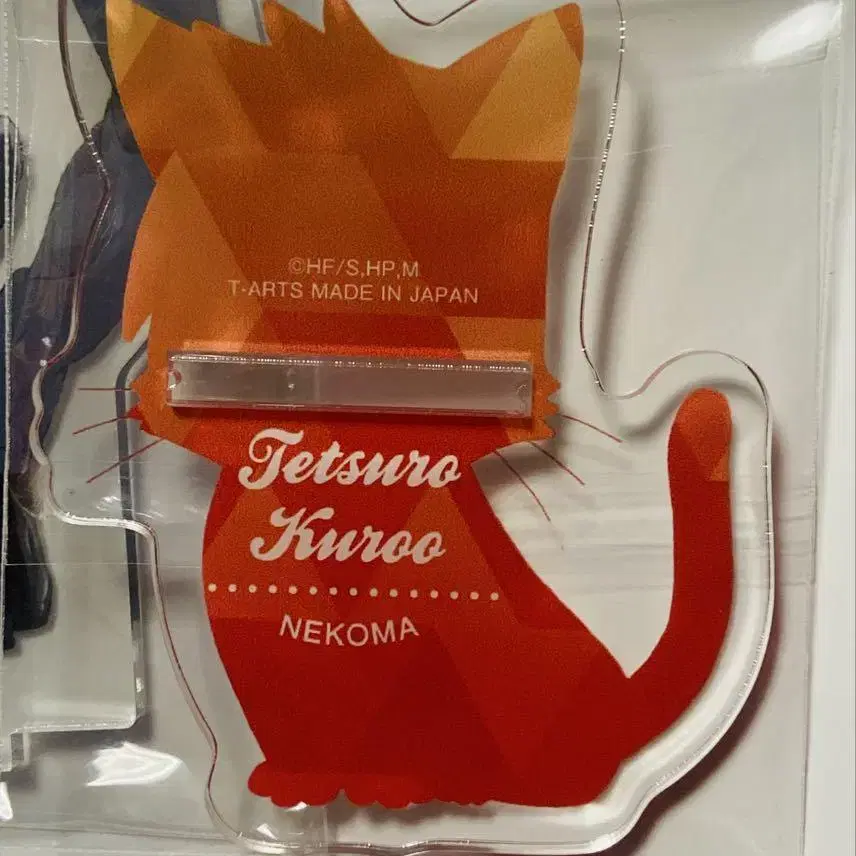 ©HF/S,HP,M
T-ARTS MADE IN JAPAN
Tetsuro
Kuroo
NEKOMA